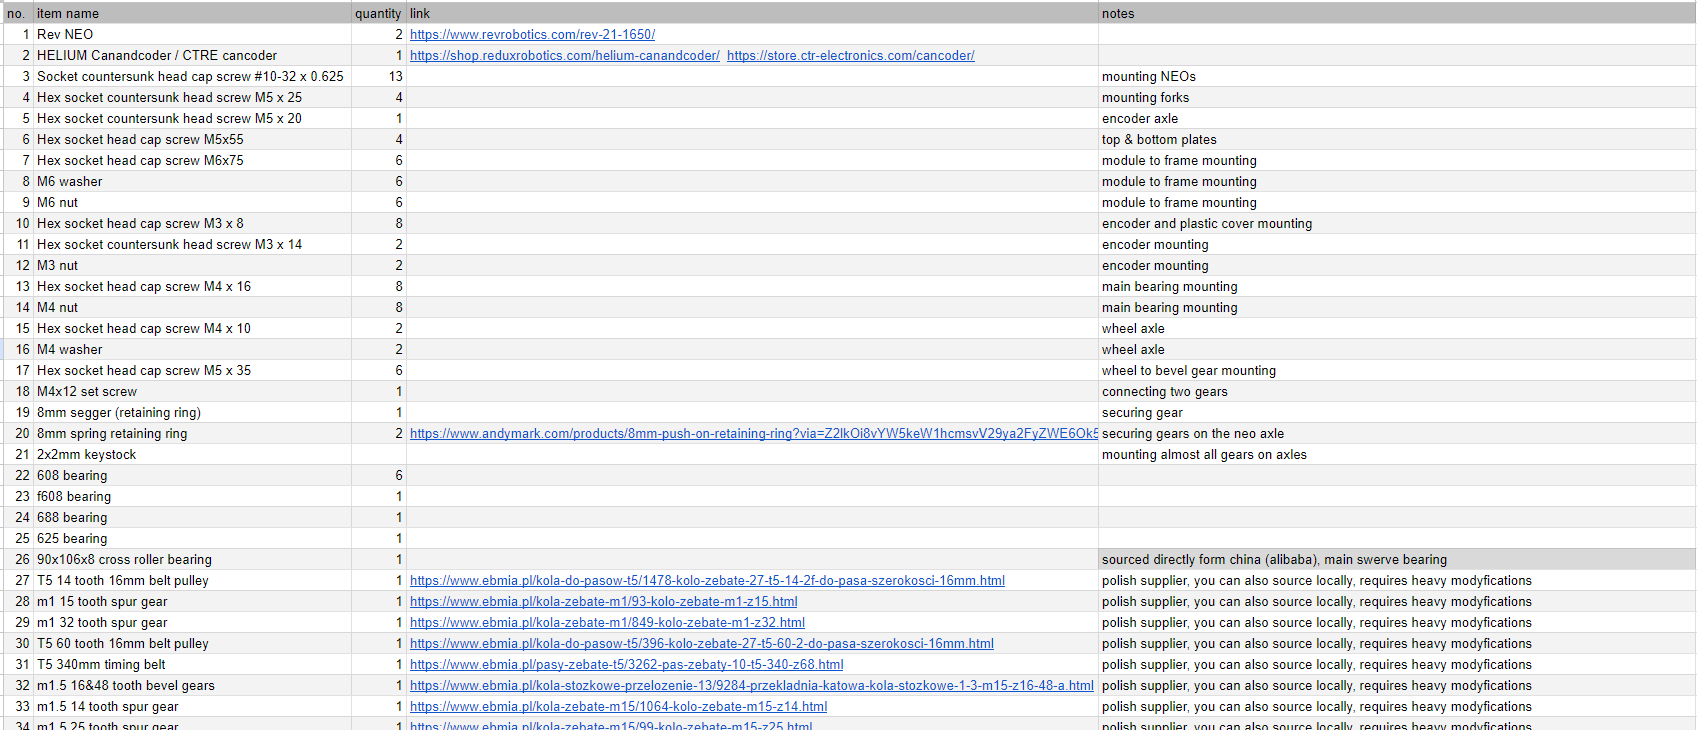 no. item name quantity link notes
1 Rev NEO 2 https://www.revrobotics.com/rev-21-1650/
2 HELIUM Canandcoder / CTRE cancoder 1 https://shop.reduxrobotics.com/helium-canandcoder/ https://store.ctr-electronics.com/cancoder/
3 Socket countersunk head cap screw #10-32 x 0.625 13 mounting NEOs
4 Hex socket countersunk head screw M5 x 25 4 mounting forks
5 Hex socket countersunk head screw M5 x 20 1 encoder axle
6 Hex socket head cap screw M5x55 4 top & bottom plates
7 Hex socket head cap screw M6x75 6 module to frame mounting
8 M6 washer 6 module to frame mounting
9 M6 nut 6 module to frame mounting
10 Hex socket head cap screw M3 x 8 8 encoder and plastic cover mounting
11 Hex socket countersunk head screw M3 x 14 2 encoder mounting
12 M3 nut 2 encoder mounting
13 Hex socket head cap screw M4 x 16 8 main bearing mounting
14 M4 nut 8 main bearing mounting
15 Hex socket head cap screw M4 x 10 2 wheel axle
16 M4 washer 2 wheel axle
17 Hex socket head cap screw M5 x 35 6 wheel to bevel gear mounting
18 M4x12 set screw 1 connecting two gears
19 8mm segger (retaining ring) 1 securing gear
20 8mm spring retaining ring 2 https://www.andymark.com/products/8mm-push-on-retaining-ring?via=Z2lkOi8vYW5keW1hcmsvV29ya2FyZWE6Ok5 securing gears on the neo axle
21 2x2mm keystock mounting almost all gears on axles
22 608 bearing 6
23 f608 bearing 1
24 688 bearing 1
25 625 bearing 1
26 90x106x8 cross roller bearing 1 sourced directly form china (alibaba), main swerve bearing
27 T5 14 tooth 16mm belt pulley 1 https://www.ebmia.pl/kola-do-pasow-t5/1478-kolo-zebate-27-t5-14-2f-do-pasa-szerokosci-16mm.html polish supplier, you can also source locally, requires heavy modyfications
28 m1 15 tooth spur gear 1 https://www.ebmia.pl/kola-zebate-m1/93-kolo-zebate-m1-z15.html polish supplier, you can also source locally, requires heavy modyfications
29 m1 32 tooth spur gear 1 https://www.ebmia.pl/kola-zebate-m1/849-kolo-zebate-m1-z32.html polish supplier, you can also source locally, requires heavy modyfications
30 T5 60 tooth 16mm belt pulley 1 https://www.ebmia.pl/kola-do-pasow-t5/396-kolo-zebate-27-t5-60-2-do-pasa-szerokosci-16mm.html polish supplier, you can also source locally, requires heavy modyfications
31 T5 340mm timing belt 1 https://www.ebmia.pl/pasy-zebate-t5/3262-pas-zebaty-10-t5-340-z68.html polish supplier, you can also source locally, requires heavy modyfications
32 m1.5 16&48 tooth bevel gears 1 https://www.ebmia.pl/kola-stozkowe-przelozenie-13/9284-przekladnia-katowa-kola-stozkowe-1-3-m15-z16-48-a.html polish supplier, you can also source locally, requires heavy modyfications
33 m1.5 14 tooth spur gear 1 https://www.ebmia.pl/kola-zebate-m15/1064-kolo-zebate-m15-z14.html polish supplier, you can also source locally, requires heavy modyfications
34 m1.5 25 tooth spur gear 1 https://www.ebmia.pl/kola-zebate-m15/99-kolo-zebate-m15-z25.html polish supplier, you can also source locally, requires heavy modyfications